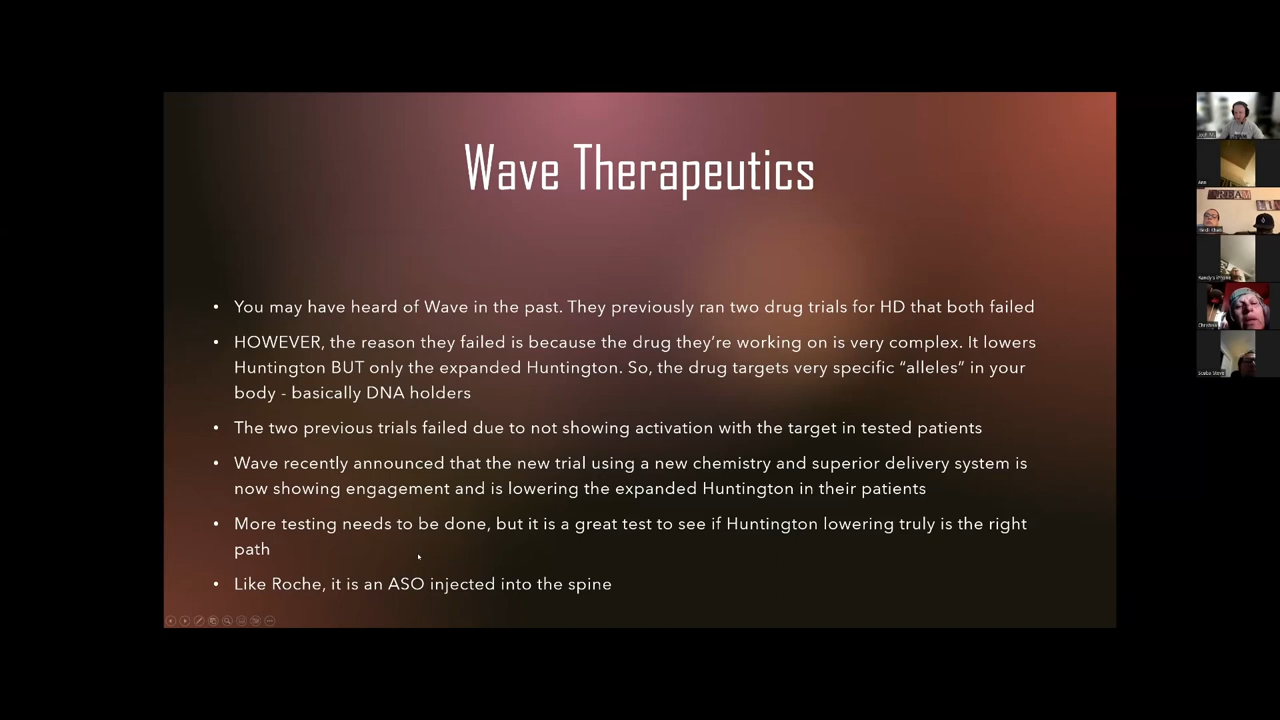 Wave Therapeutics
• You may have heard of Wave in the past. They previously ran two drug trials for HD that both failed
• HOWEVER, the reason they failed is because the drug they're working on is very complex. It lowers
Huntington BUT only the expanded Huntington. So, the drug targets very specific "alleles" in your
body - basically DNA holders
• The two previous trials failed due to not showing activation with the target in tested patients
• Wave recently announced that the new trial using a new chemistry and superior delivery system is
now showing engagement and is lowering the expanded Huntington in their patients
• More testing needs to be done, but it is a great test to see if Huntington lowering truly is the right
path
• Like Roche, it is an ASO injected into the spine